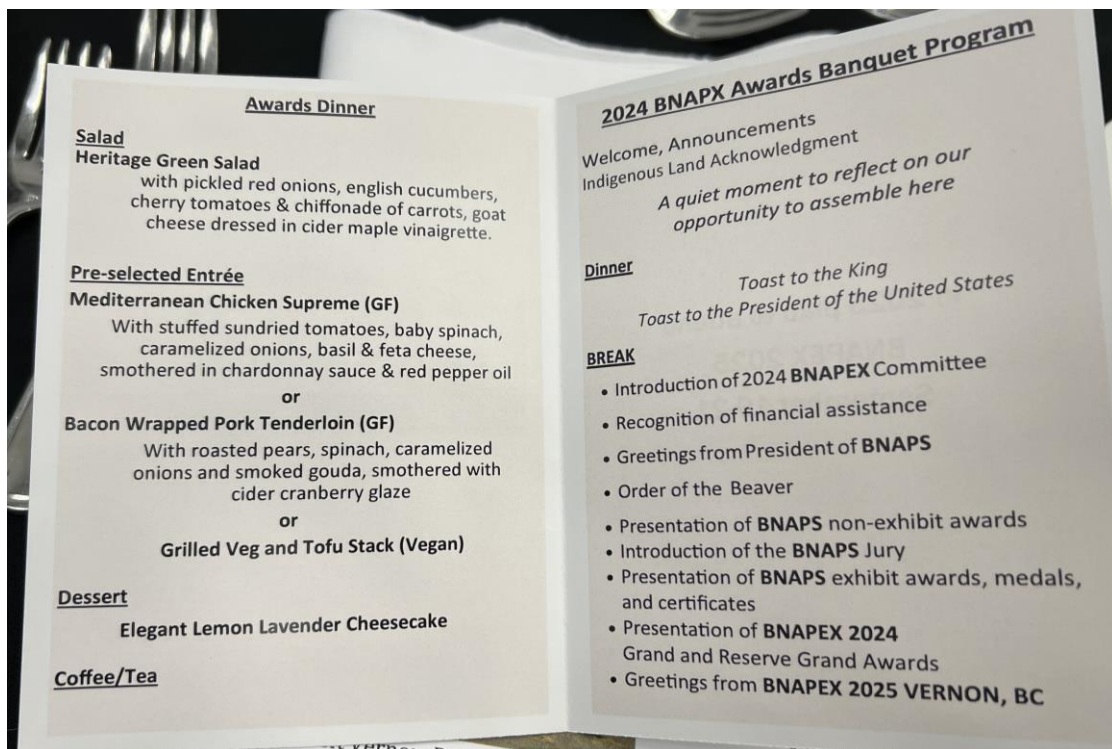 Awards Dinner
Salad
Heritage Green Salad
with pickled red onions, english cucumbers,
cherry tomatoes & chiffonade of carrots, goat
cheese dressed in cider maple vinaigrette.
Pre-selected Entrée
Mediterranean Chicken Supreme (GF)
With stuffed sundried tomatoes, baby spinach,
caramelized onions, basil & feta cheese,
smothered in chardonnay sauce & red pepper oil
or
Bacon Wrapped Pork Tenderloin (GF)
With roasted pears, spinach, caramelized
onions and smoked gouda, smothered with
cider cranberry glaze
or
Grilled Veg and Tofu Stack (Vegan)
Dessert
Elegant Lemon Lavender Cheesecake
Coffee/Tea
2024 BNAPX Awards Banquet Program
Welcome, Announcements
Indigenous Land Acknowledgment
A quiet moment to reflect on our
opportunity to assemble here
Dinner
Toast to the King
Toast to the President of the United States
BREAK
• Introduction of 2024 BNAPEX Committee
• Recognition of financial assistance
• Greetings from President of BNAPS
• Order of the Beaver
• Presentation of BNAPS non-exhibit awards
• Introduction of the BNAPS Jury
• Presentation of BNAPS exhibit awards, medals,
and certificates
• Presentation of BNAPEX 2024
Grand and Reserve Grand Awards
• Greetings from BNAPEX 2025 VERNON, BC